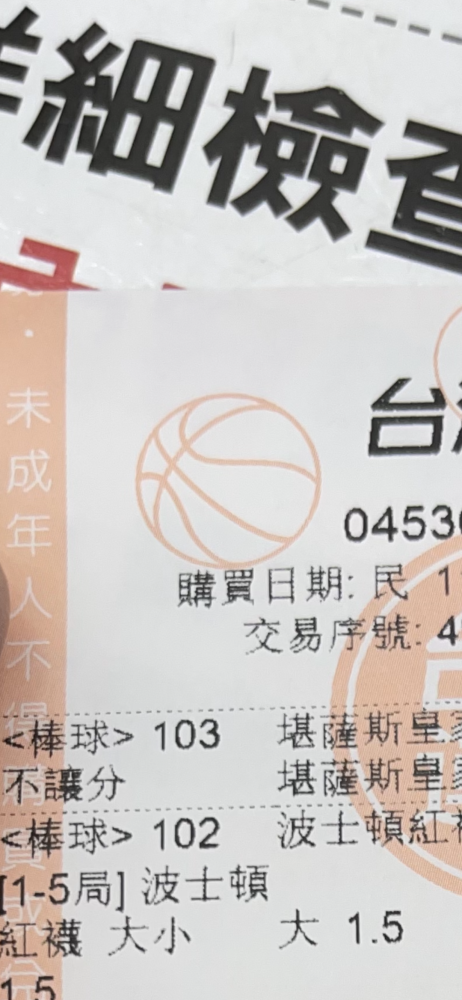 細檢查
未成年人不
0453
購買日期: 民 1
交易序號: 4
<棒球> 103 堪薩斯皇
不讓分 堪薩斯皇
<棒球> 102 波士頓紅
[1-5局] 波士頓
紅襪 大小 大 1.5
1.5